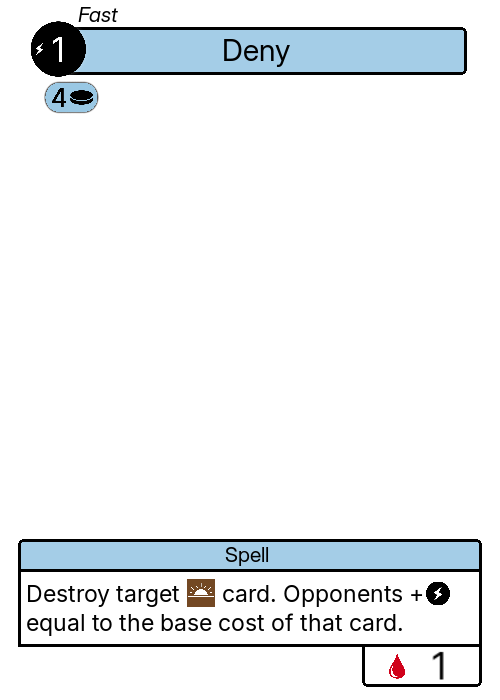 Fast
1 Deny
4
Spell
Destroy target card. Opponents +
equal to the base cost of that card.
1